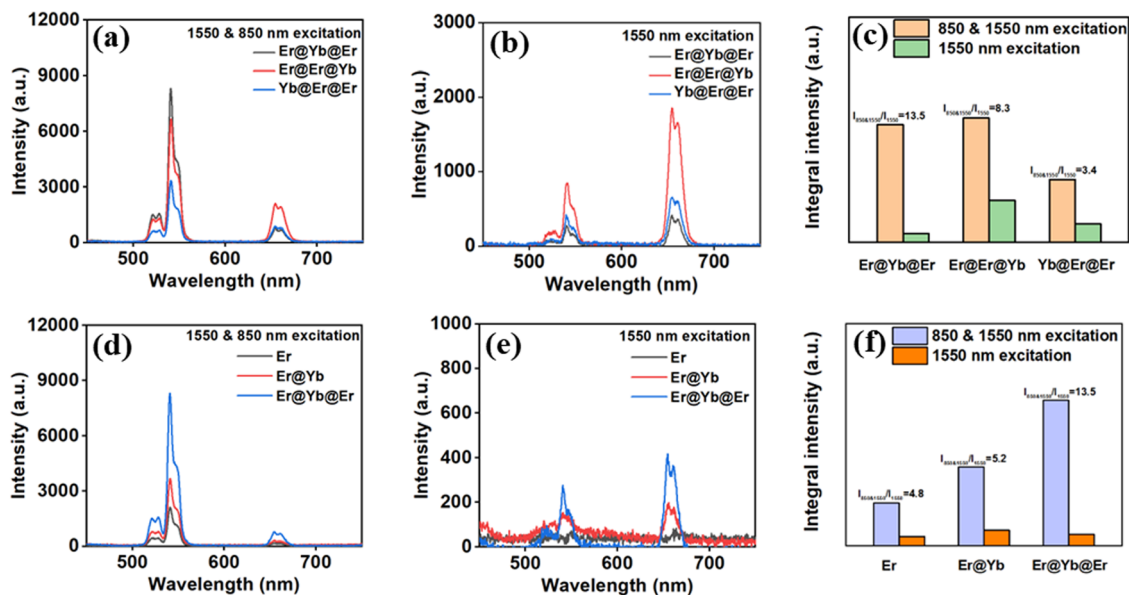 (a)
1550 & 850 nm excitation
Er@Yb@Er
Er@Er@Yb
Yb@Er@Er
12000
9000
6000
3000
0
Intensity (a.u.)
500
600
700
Wavelength (nm)
(b)
1550 nm excitation
Er@Yb@Er
Er@Er@Yb
Yb@Er@Er
3000
2000
1000
0
Intensity (a.u.)
500
600
700
Wavelength (nm)
(c)
850 & 1550 nm excitation
1550 nm excitation
Integral intensity (a.u.)
I850&1550/I1550=13.5
I850&1550/I1550=8.3
I850&1550/I1550=3.4
Er@Yb@Er
Er@Er@Yb
Yb@Er@Er
(d)
1550 & 850 nm excitation
Er
Er@Yb
Er@Yb@Er
12000
9000
6000
3000
0
Intensity (a.u.)
500
600
700
Wavelength (nm)
(e)
1550 nm excitation
Er
Er@Yb
Er@Yb@Er
1000
800
600
400
200
0
Intensity (a.u.)
500
600
700
Wavelength (nm)
(f)
850 & 1550 nm excitation
1550 nm excitation
Integral intensity (a.u.)
I850&1550/I1550=4.8
I850&1550/I1550=5.2
I850&1550/I1550=13.5
Er
Er@Yb
Er@Yb@Er